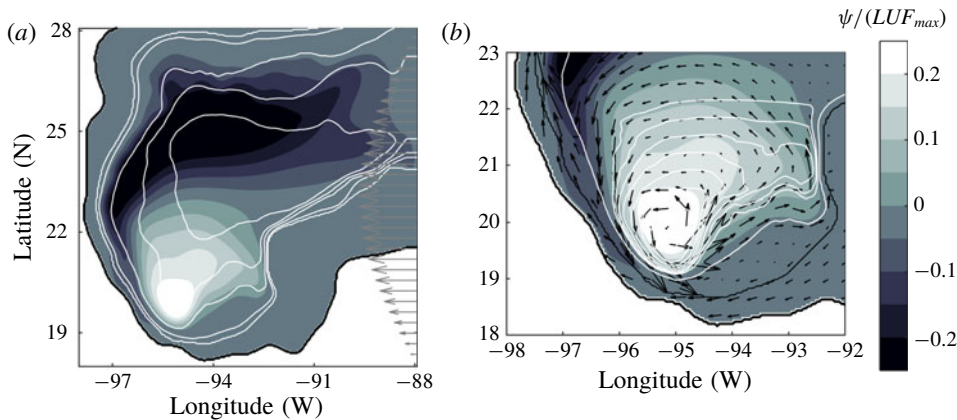 (a)
28
25
22
19
Latitude (N)
−97 −94 −91 −88
Longitude (W)
(b)
23
22
21
20
19
18
−98 −97 −96 −95 −94 −93 −92
Longitude (W)
ψ/(LUF_max)
0.2
0.1
0
−0.1
−0.2